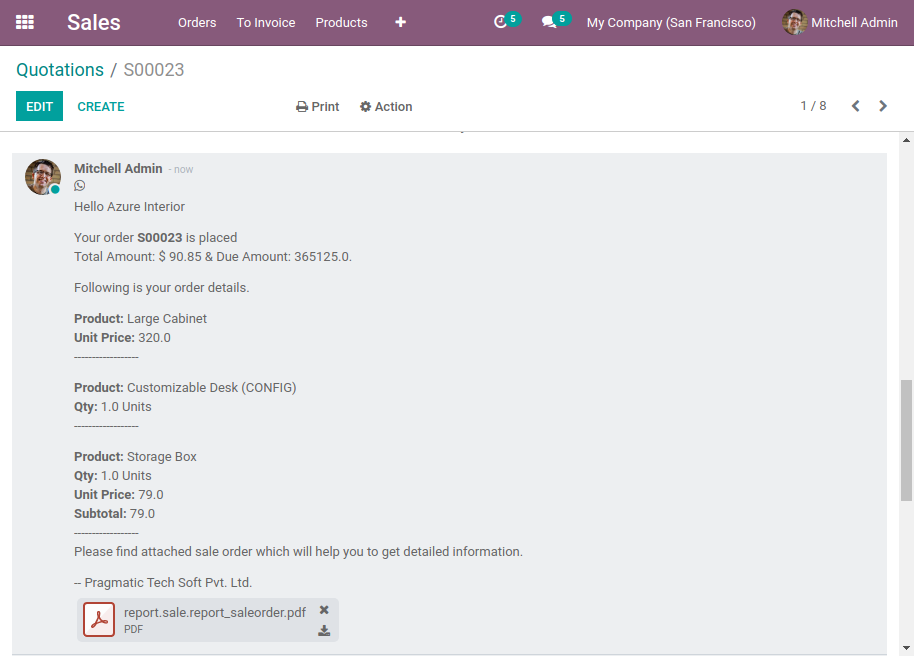 Sales Orders To Invoice Products + 5 5 My Company (San Francisco) Mitchell Admin
Quotations / S00023
EDIT CREATE Print Action 1 / 8
Mitchell Admin - now
Hello Azure Interior
Your order S00023 is placed
Total Amount: $ 90.85 & Due Amount: 365125.0.
Following is your order details.
Product: Large Cabinet
Unit Price: 320.0
------------------
Product: Customizable Desk (CONFIG)
Qty: 1.0 Units
------------------
Product: Storage Box
Qty: 1.0 Units
Unit Price: 79.0
Subtotal: 79.0
------------------
Please find attached sale order which will help you to get detailed information.
-- Pragmatic Tech Soft Pvt. Ltd.
report.sale.report_saleorder.pdf
PDF